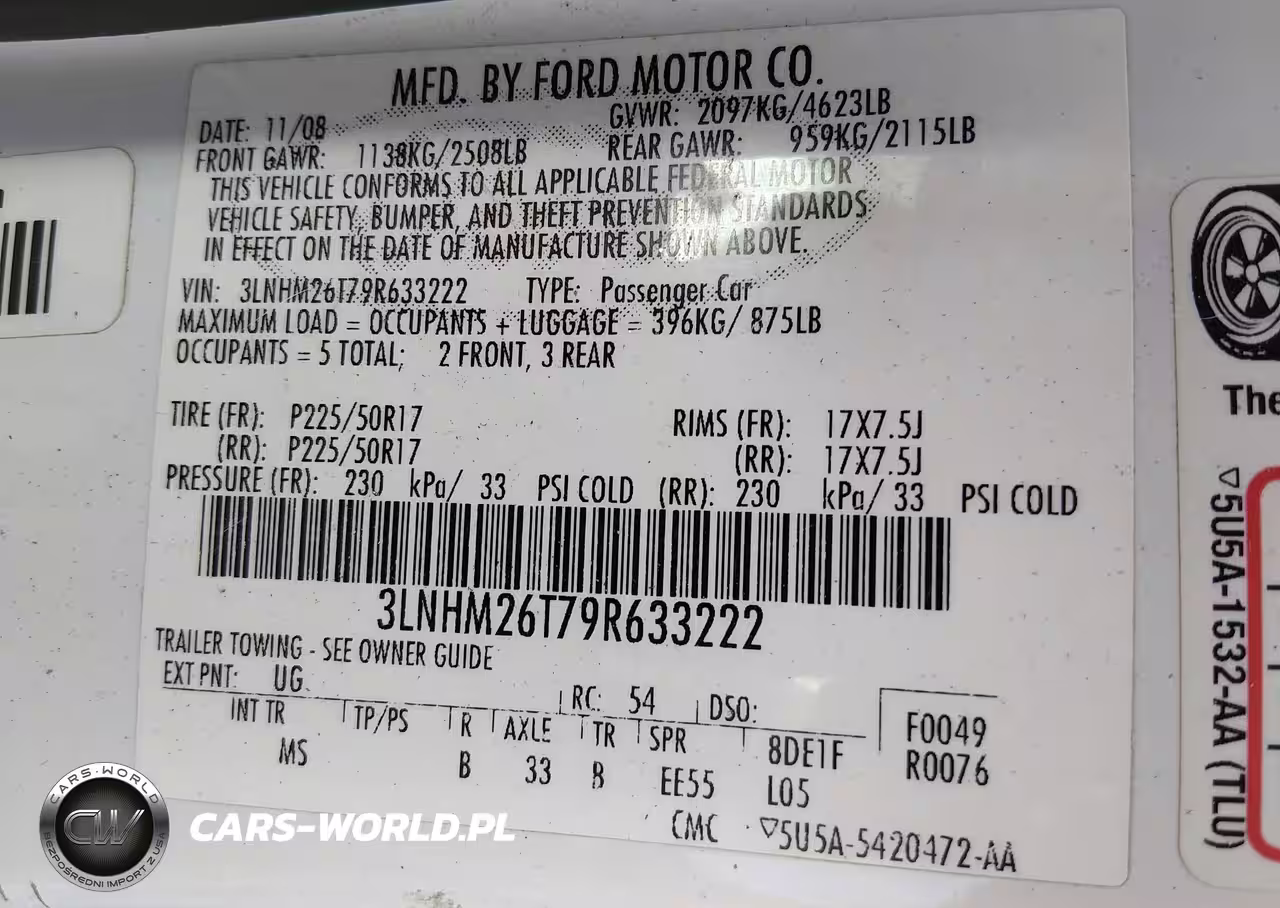 MFD. BY FORD MOTOR CO.
DATE: 11/08 GVWR: 2097KG/4623LB
FRONT GAWR: 1138KG/2508LB REAR GAWR: 959KG/2115LB
THIS VEHICLE CONFORMS TO ALL APPLICABLE FEDERAL MOTOR
VEHICLE SAFETY, BUMPER, AND THEFT PREVENTION STANDARDS
IN EFFECT ON THE DATE OF MANUFACTURE SHOWN ABOVE.
VIN: 3LNHM26T79R633222 TYPE: Passenger Car
MAXIMUM LOAD = OCCUPANTS + LUGGAGE = 396KG/ 875LB
OCCUPANTS = 5 TOTAL; 2 FRONT, 3 REAR
TIRE (FR): P225/50R17 RIMS (FR): 17X7.5J
(RR): P225/50R17 (RR): 17X7.5J
PRESSURE (FR): 230 kPa/ 33 PSI COLD (RR): 230 kPa/ 33 PSI COLD
3LNHM26T79R633222
TRAILER TOWING - SEE OWNER GUIDE
EXT PNT: UG RC: 54 DSO:
INT TR TP/PS R AXLE TR SPR 8DE1F F0049
MS B 33 B EE55 L05 R0076
CMC ▽5U5A-5420472-AA
The
▽5U5A-1532-AA (TLU)
CARS-WORLD
CW
BEZPOŚREDNI IMPORT Z USA
CARS-WORLD.PL